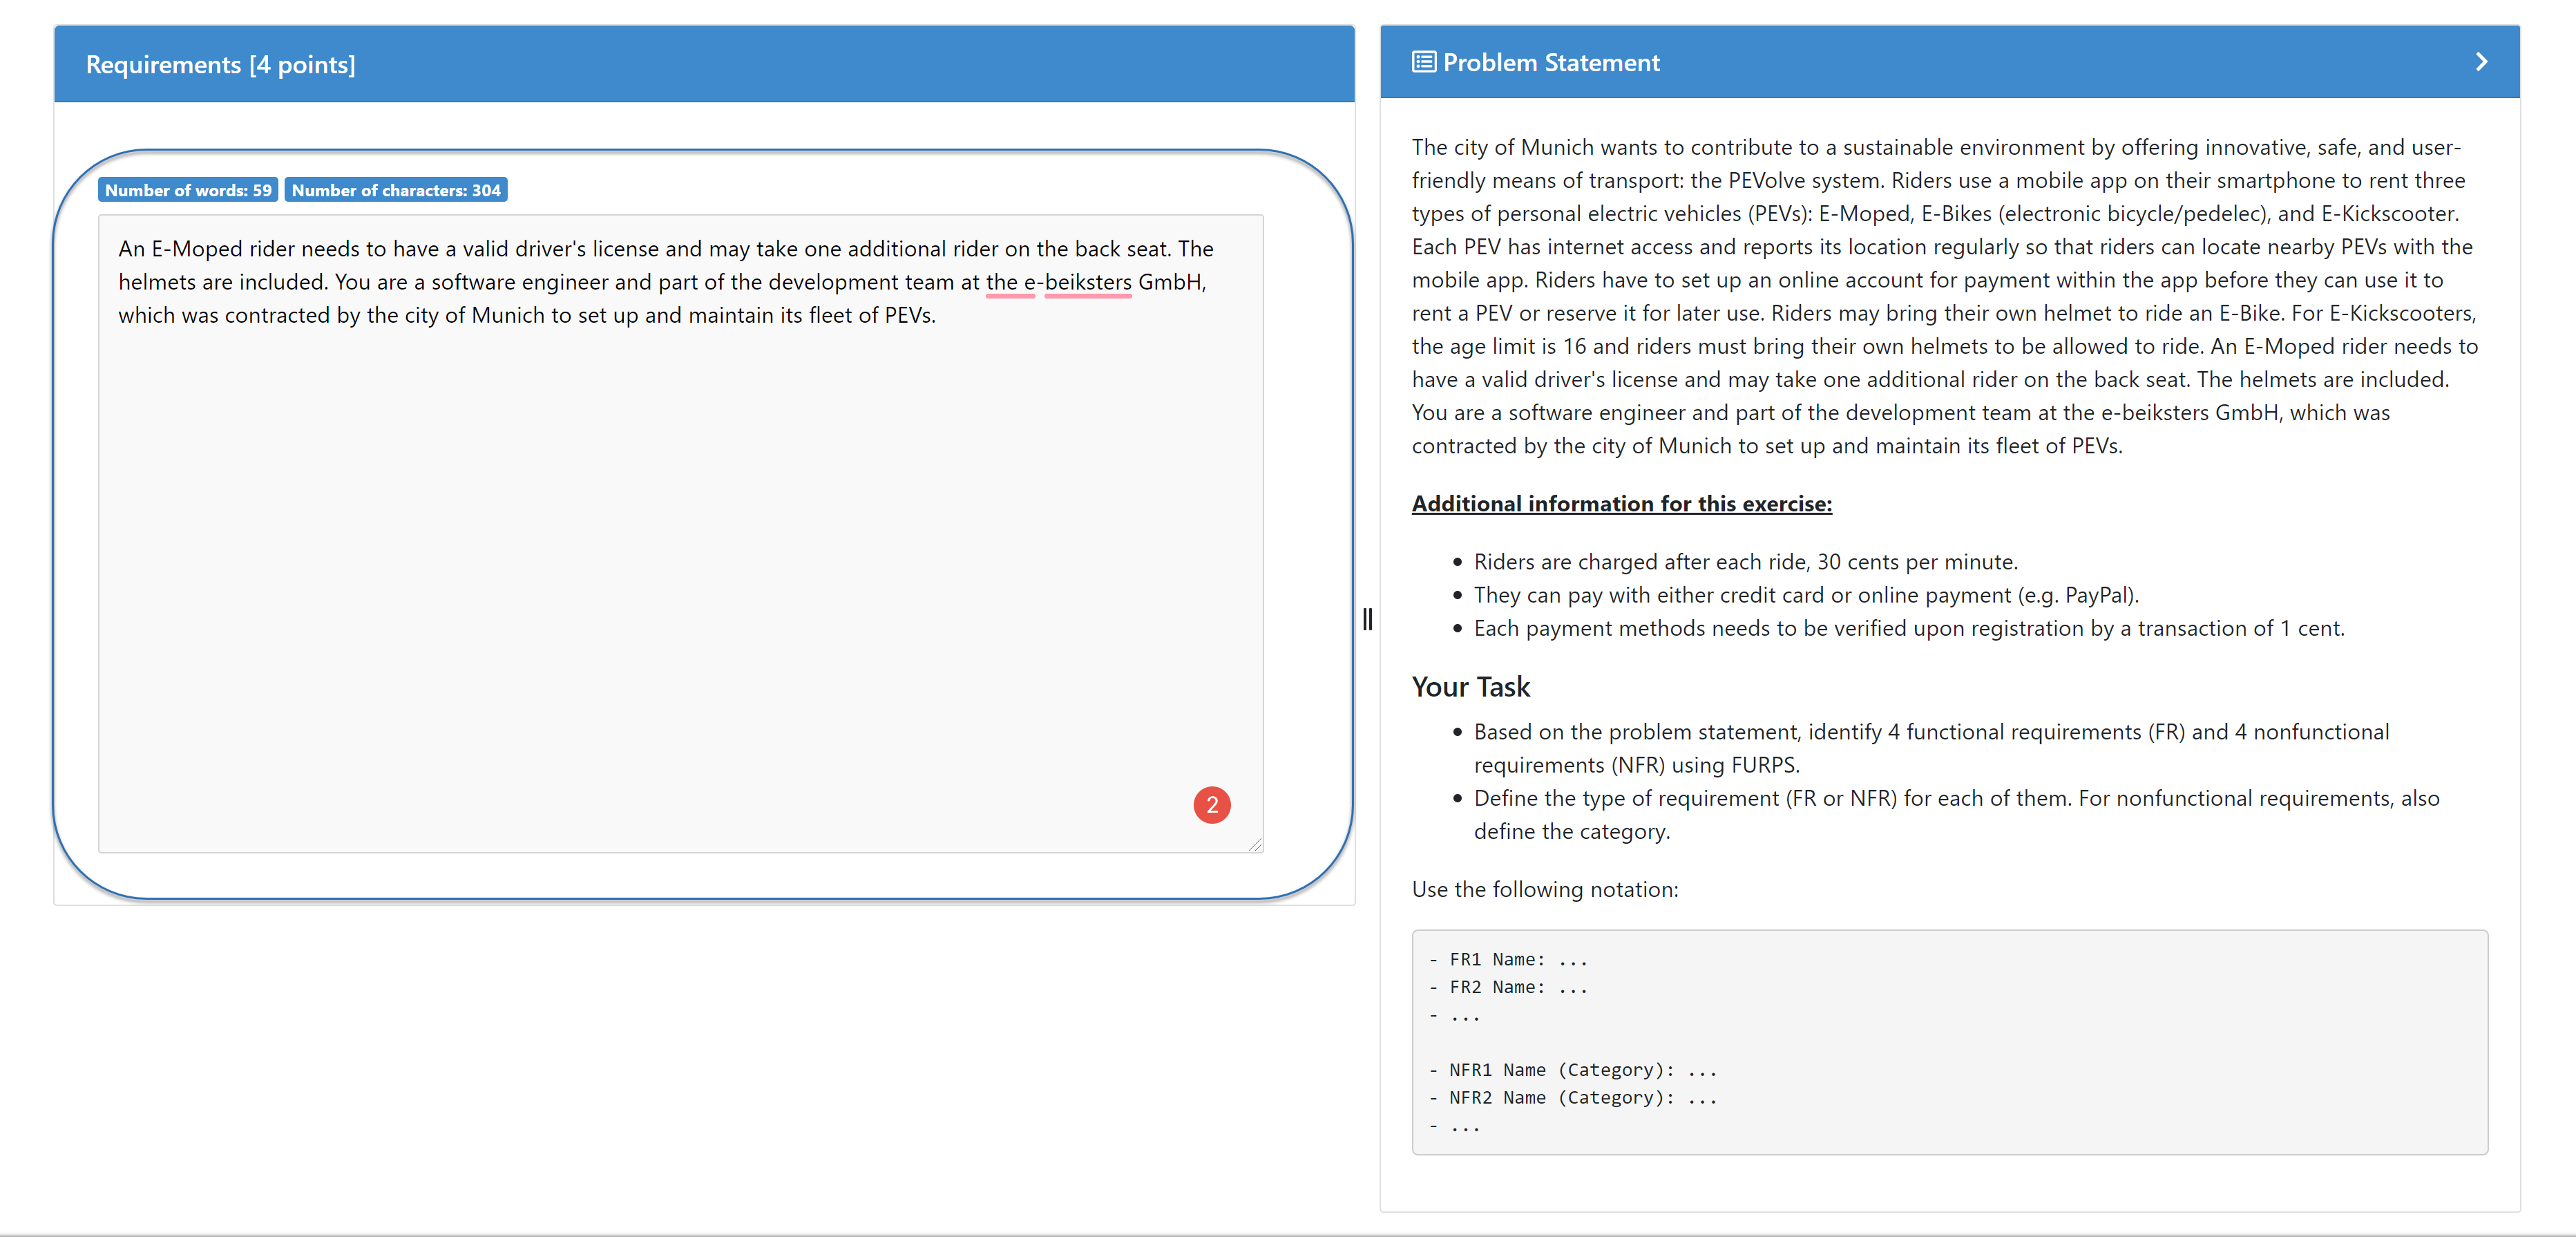 Requirements [4 points]
Number of words: 59 Number of characters: 304
An E-Moped rider needs to have a valid driver's license and may take one additional rider on the back seat. The
helmets are included. You are a software engineer and part of the development team at the e-beiksters GmbH,
which was contracted by the city of Munich to set up and maintain its fleet of PEVs.
2
Problem Statement
The city of Munich wants to contribute to a sustainable environment by offering innovative, safe, and user-
friendly means of transport: the PEVolve system. Riders use a mobile app on their smartphone to rent three
types of personal electric vehicles (PEVs): E-Moped, E-Bikes (electronic bicycle/pedelec), and E-Kickscooter.
Each PEV has internet access and reports its location regularly so that riders can locate nearby PEVs with the
mobile app. Riders have to set up an online account for payment within the app before they can use it to
rent a PEV or reserve it for later use. Riders may bring their own helmet to ride an E-Bike. For E-Kickscooters,
the age limit is 16 and riders must bring their own helmets to be allowed to ride. An E-Moped rider needs to
have a valid driver's license and may take one additional rider on the back seat. The helmets are included.
You are a software engineer and part of the development team at the e-beiksters GmbH, which was
contracted by the city of Munich to set up and maintain its fleet of PEVs.
Additional information for this exercise:
• Riders are charged after each ride, 30 cents per minute.
• They can pay with either credit card or online payment (e.g. PayPal).
• Each payment methods needs to be verified upon registration by a transaction of 1 cent.
Your Task
• Based on the problem statement, identify 4 functional requirements (FR) and 4 nonfunctional
requirements (NFR) using FURPS.
• Define the type of requirement (FR or NFR) for each of them. For nonfunctional requirements, also
define the category.
Use the following notation:
- FR1 Name: ...
- FR2 Name: ...
- ...
- NFR1 Name (Category): ...
- NFR2 Name (Category): ...
- ...